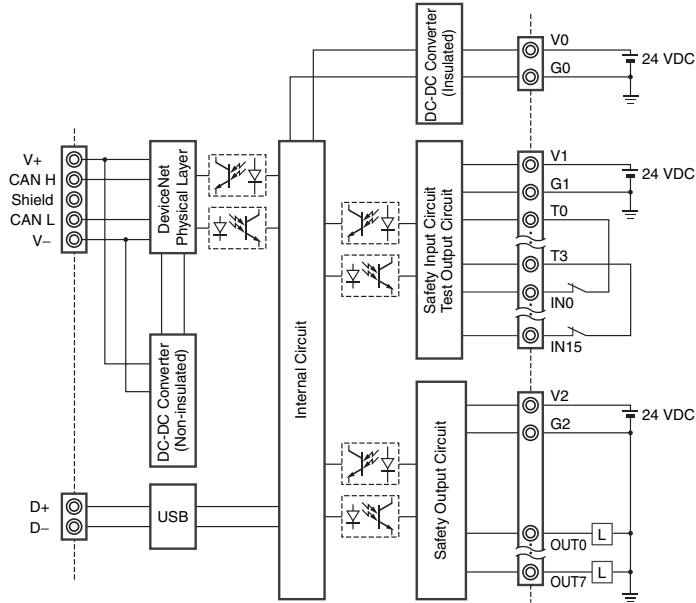 V+
CAN H
Shield
CAN L
V–
DeviceNet
Physical Layer
DC-DC Converter
(Non-insulated)
D+
D–
USB
Internal Circuit
DC-DC Converter
(Insulated)
V0
G0
24 VDC
Safety Input Circuit
Test Output Circuit
V1
G1
T0
T3
IN0
IN15
24 VDC
Safety Output Circuit
V2
G2
24 VDC
OUT0
L
OUT7
L